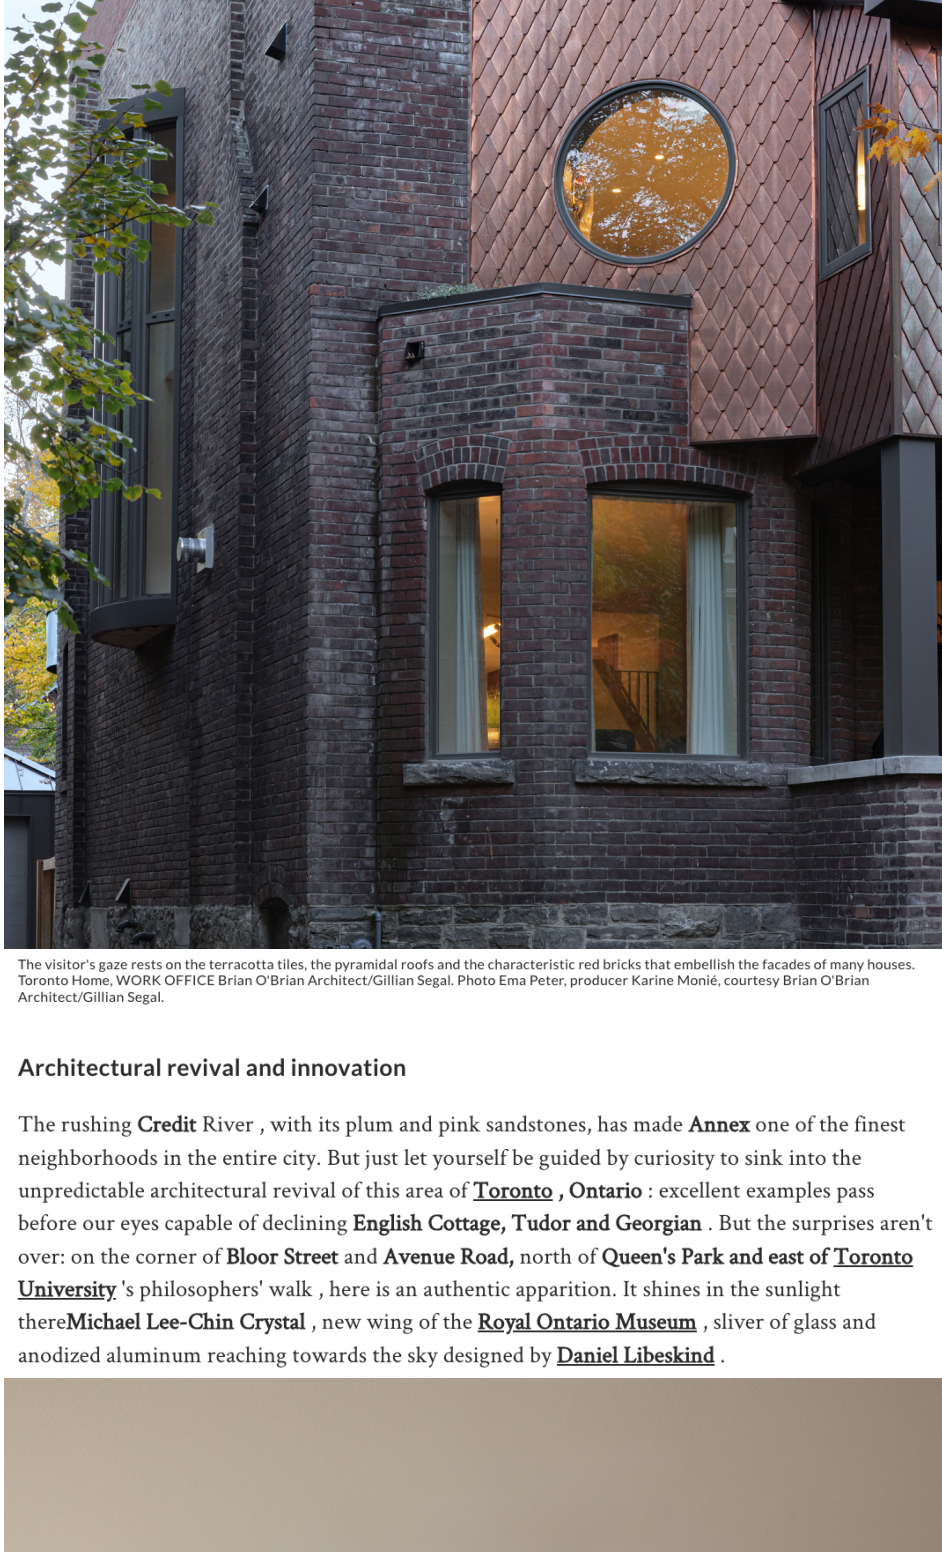 The visitor's gaze rests on the terracotta tiles, the pyramidal roofs and the characteristic red bricks that embellish the facades of many houses.
Toronto Home, WORK OFFICE Brian O'Brian Architect/Gillian Segal. Photo Ema Peter, producer Karine Monié, courtesy Brian O'Brian
Architect/Gillian Segal.
Architectural revival and innovation
The rushing Credit River , with its plum and pink sandstones, has made Annex one of the finest
neighborhoods in the entire city. But just let yourself be guided by curiosity to sink into the
unpredictable architectural revival of this area of Toronto , Ontario : excellent examples pass
before our eyes capable of declining English Cottage, Tudor and Georgian . But the surprises aren't
over: on the corner of Bloor Street and Avenue Road, north of Queen's Park and east of Toronto
University 's philosophers' walk , here is an authentic apparition. It shines in the sunlight
thereMichael Lee-Chin Crystal , new wing of the Royal Ontario Museum , sliver of glass and
anodized aluminum reaching towards the sky designed by Daniel Libeskind .